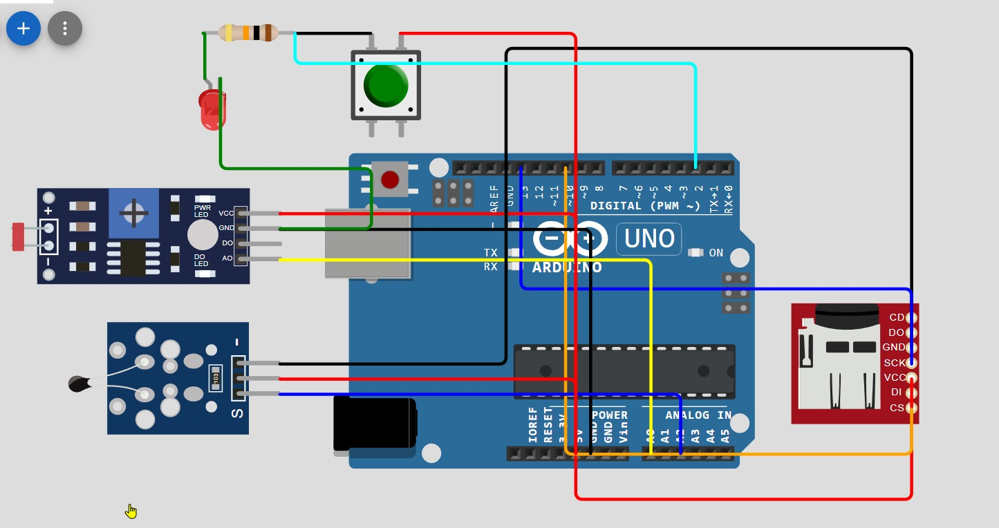 AREF
GND
13
12
~11
~10
~9
8
7
~6
~5
4
~3
2
TX→1
RX←0
DIGITAL (PWM ~)
L
TX
RX
ARDUINO
UNO
ON
+
PWR
LED
VCC
GND
DO
AO
DO
LED
–
–
103
S
CD
DO
GND
SCK
VCC
DI
CS
POWER
ANALOG IN
IOREF
RESET
3.3V
5V
GND
GND
Vin
A0
A1
A2
A3
A4
A5